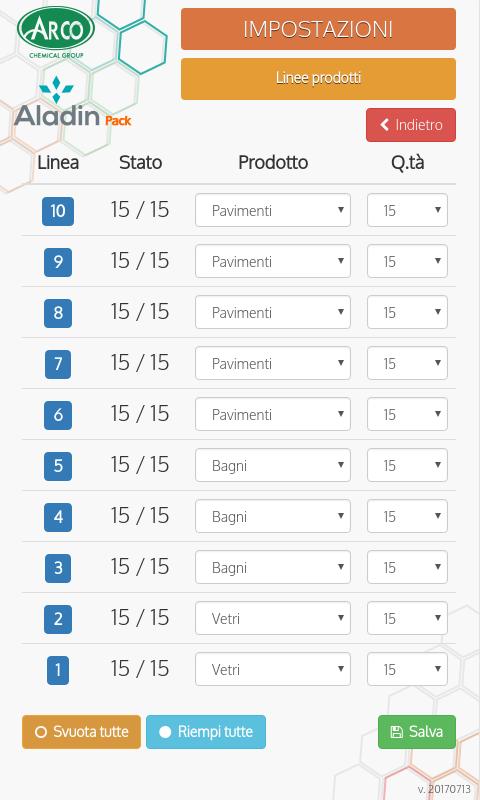 ARCO
CHEMICAL GROUP
Aladin Pack
IMPOSTAZIONI
Linee prodotti
Indietro
Linea Stato Prodotto Q.tà
10 15 / 15 Pavimenti 15
9 15 / 15 Pavimenti 15
8 15 / 15 Pavimenti 15
7 15 / 15 Pavimenti 15
6 15 / 15 Pavimenti 15
5 15 / 15 Bagni 15
4 15 / 15 Bagni 15
3 15 / 15 Bagni 15
2 15 / 15 Vetri 15
1 15 / 15 Vetri 15
Svuota tutte Riempi tutte Salva
v. 20170713